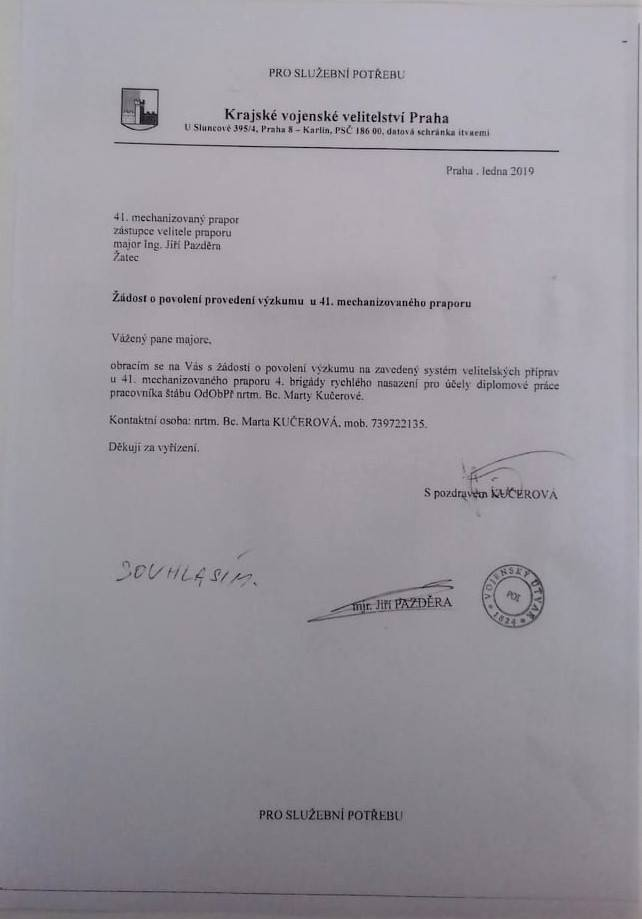 PRO SLUŽEBNÍ POTŘEBU
Krajské vojenské velitelství Praha
U Sluncové 395/4, Praha 8 – Karlín, PSČ 186 00, datová schránka itvaemi
Praha . ledna 2019
41. mechanizovaný prapor
zástupce velitele praporu
major Ing. Jiří Pazděra
Žatec
Žádost o povolení provedení výzkumu u 41. mechanizovaného praporu
Vážený pane majore,
obracím se na Vás s žádostí o povolení výzkumu na zavedený systém velitelských příprav
u 41. mechanizovaného praporu 4. brigády rychlého nasazení pro účely diplomové práce
pracovníka štábu OdObPř nrtm. Bc. Marty Kučerové.
Kontaktní osoba: nrtm. Bc. Marta KUČEROVÁ, mob. 739722135.
Děkuji za vyřízení.
S pozdravem KUČEROVÁ
SOUHLASÍM.
mjr. Jiří PAZDĚRA
VOJENSKÝ ÚTVAR
1824
PRO SLUŽEBNÍ POTŘEBU